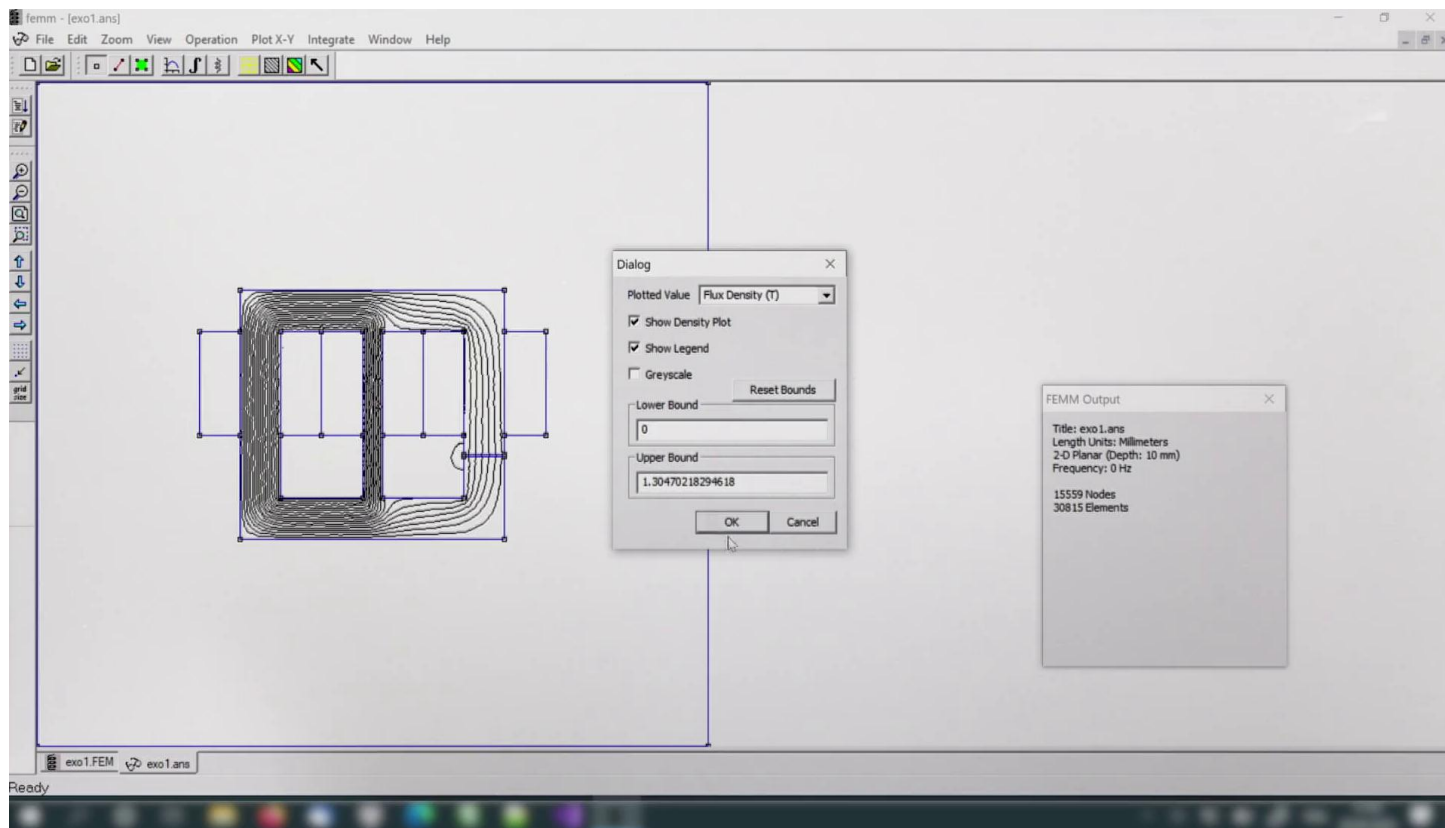 femm - [exo1.ans]
File Edit Zoom View Operation Plot X-Y Integrate Window Help
grid
size
Dialog
Plotted Value Flux Density (T)
Show Density Plot
Show Legend
Greyscale
Reset Bounds
Lower Bound
0
Upper Bound
1.30470218294618
OK Cancel
FEMM Output
Title: exo1.ans
Length Units: Millimeters
2-D Planar (Depth: 10 mm)
Frequency: 0 Hz
15559 Nodes
30815 Elements
exo1.FEM exo1.ans
Ready